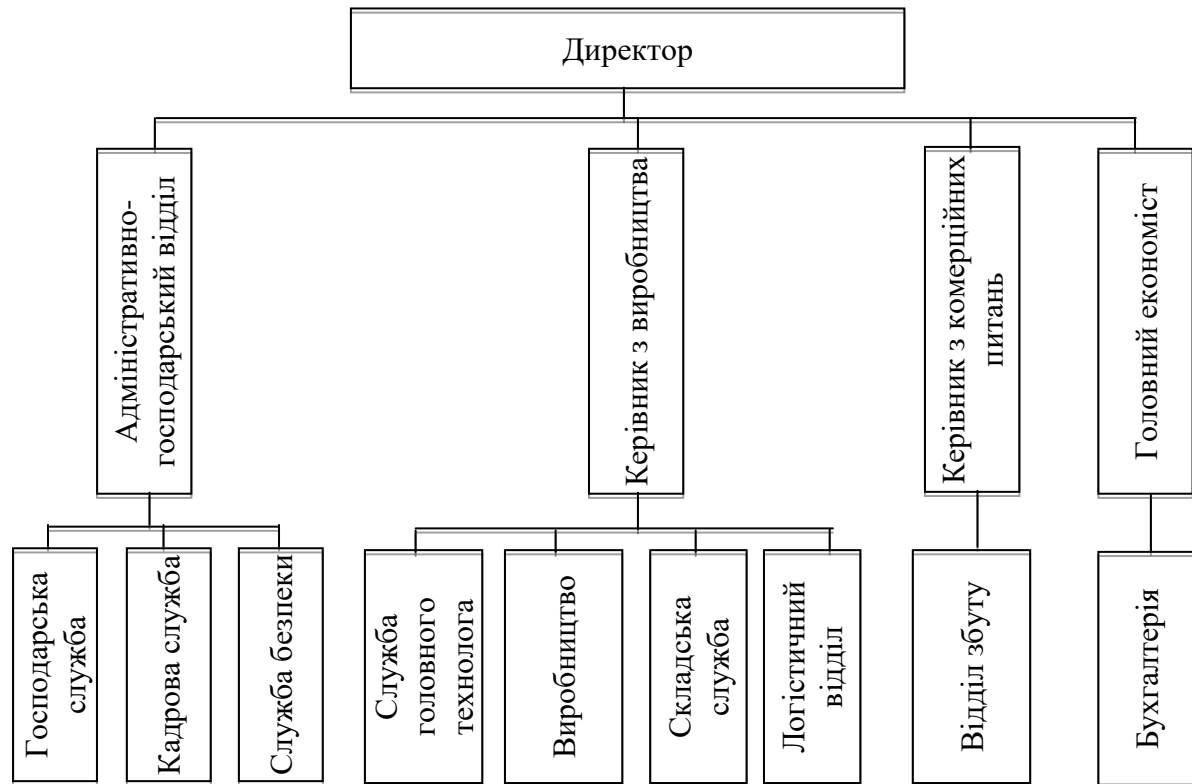 Директор
Адміністративно-
господарський відділ
Керівник з виробництва
Керівник з комерційних
питань
Головний економіст
Господарська
служба
Кадрова служба
Служба безпеки
Служба
головного
технолога
Виробництво
Складська
служба
Логістичний
відділ
Відділ збуту
Бухгалтерія